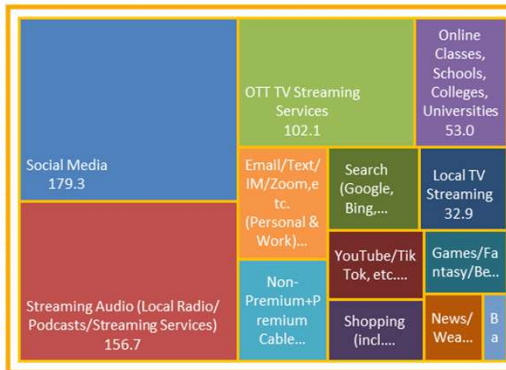 Social Media
179.3
Streaming Audio (Local Radio/
Podcasts/Streaming Services)
156.7
OTT TV Streaming
Services
102.1
Online
Classes,
Schools,
Colleges,
Universities
53.0
Email/Text/
IM/Zoom,e
tc.
(Personal &
Work)...
Search
(Google,
Bing,...
Local TV
Streaming
32.9
Non-
Premium+P
remium
Cable...
YouTube/Tik
Tok, etc....
Games/Fa
ntasy/Be...
Shopping
(incl....
News/
Wea...
B
a